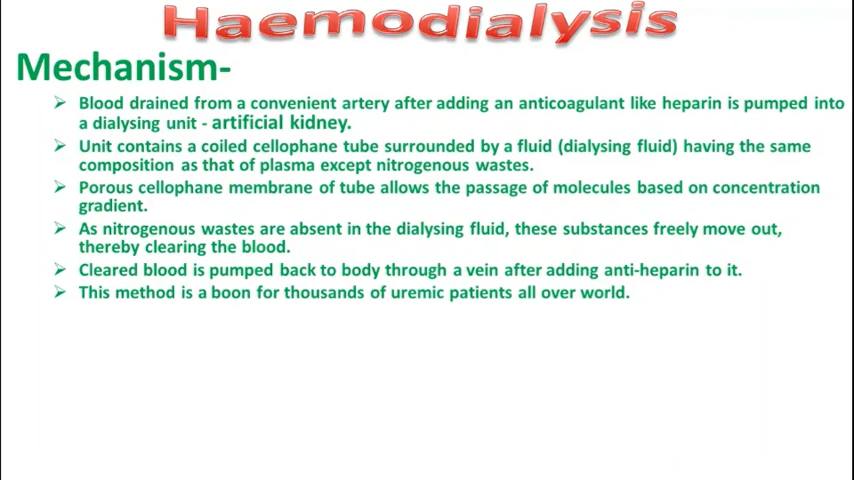 Haemodialysis
Mechanism-
➢ Blood drained from a convenient artery after adding an anticoagulant like heparin is pumped into
a dialysing unit - artificial kidney.
➢ Unit contains a coiled cellophane tube surrounded by a fluid (dialysing fluid) having the same
composition as that of plasma except nitrogenous wastes.
➢ Porous cellophane membrane of tube allows the passage of molecules based on concentration
gradient.
➢ As nitrogenous wastes are absent in the dialysing fluid, these substances freely move out,
thereby clearing the blood.
➢ Cleared blood is pumped back to body through a vein after adding anti-heparin to it.
➢ This method is a boon for thousands of uremic patients all over world.